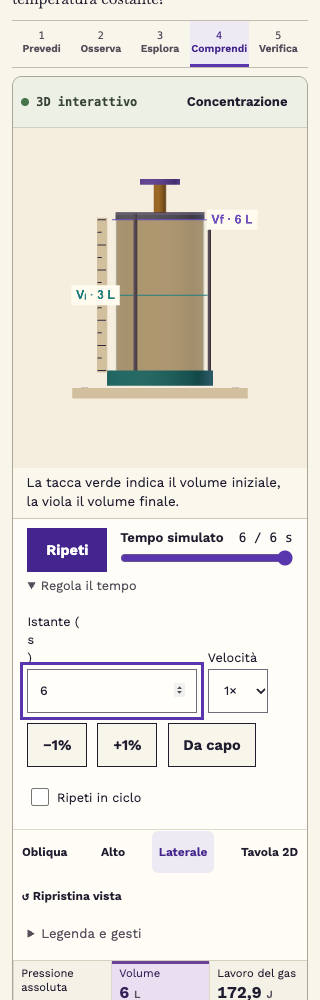 temperatura costante?
1
Prevedi
2
Osserva
3
Esplora
4
Comprendi
5
Verifica
3D interattivo
Concentrazione
Vf · 6 L
Vᵢ · 3 L
La tacca verde indica il volume iniziale,
la viola il volume finale.
Ripeti
Tempo simulato 6 / 6 s
▼ Regola il tempo
Istante (
s
)
Velocità
6
1×
−1%
+1%
Da capo
Ripeti in ciclo
Obliqua
Alto
Laterale
Tavola 2D
↺ Ripristina vista
▶ Legenda e gesti
Pressione
assoluta
Volume
6 L
Lavoro del gas
172,9 J